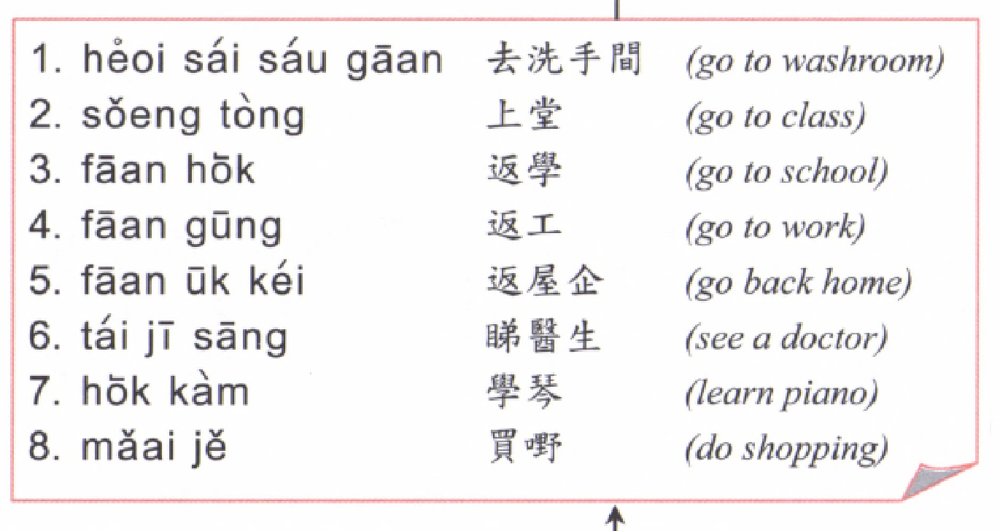 1. hẻoi sái sáu gāan 去洗手間 (go to washroom)
2. sǒeng tòng 上堂 (go to class)
3. fāan hō̈k 返學 (go to school)
4. fāan gūng 返工 (go to work)
5. fāan ūk kéi 返屋企 (go back home)
6. tái jī sāng 睇醫生 (see a doctor)
7. hō̈k kàm 學琴 (learn piano)
8. mǎai jě 買嘢 (do shopping)